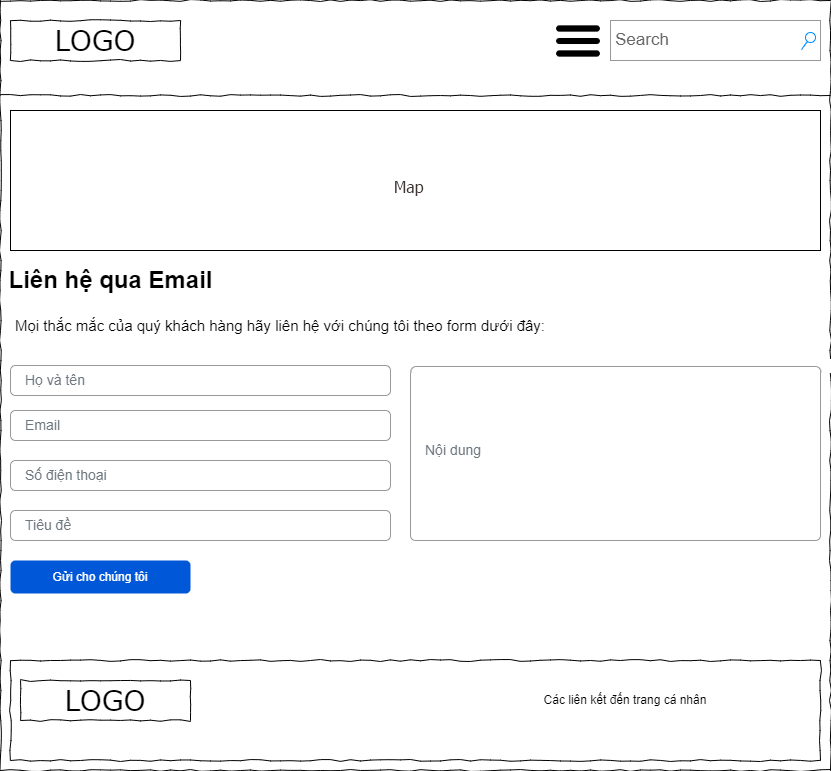 LOGO
Search
Map
Liên hệ qua Email
Mọi thắc mắc của quý khách hàng hãy liên hệ với chúng tôi theo form dưới đây:
Họ và tên
Email
Số điện thoại
Tiêu đề
Nội dung
Gửi cho chúng tôi
LOGO
Các liên kết đến trang cá nhân